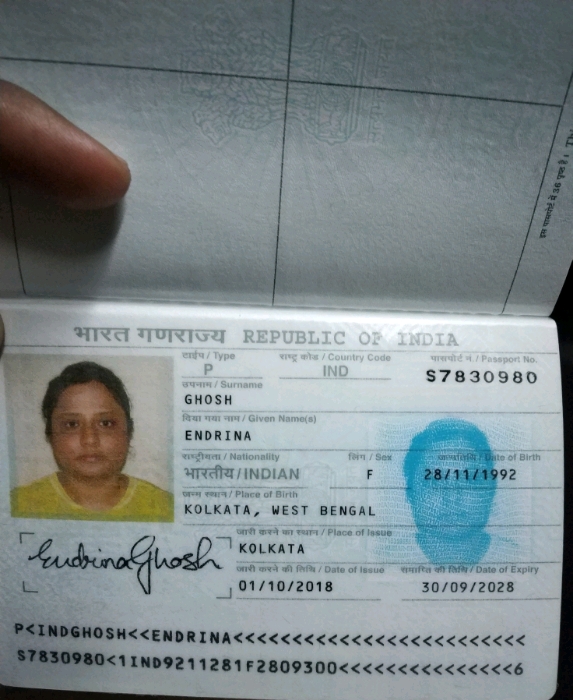 इस पासपोर्ट में 36 पृष्ठ हैं।
भारत गणराज्य REPUBLIC OF INDIA
टाईप / Type राष्ट्र कोड / Country Code पासपोर्ट नं. / Passport No.
P IND S7830980
उपनाम / Surname
GHOSH
दिया गया नाम / Given Name(s)
ENDRINA
राष्ट्रीयता / Nationality लिंग / Sex जन्मतिथि / Date of Birth
भारतीय/INDIAN F 28/11/1992
जन्म स्थान / Place of Birth
KOLKATA, WEST BENGAL
जारी करने का स्थान / Place of Issue
KOLKATA
Endrina Ghosh
जारी करने की तिथि / Date of Issue समाप्ति की तिथि / Date of Expiry
01/10/2018 30/09/2028
P<INDGHOSH<<ENDRINA<<<<<<<<<<<<<<<<<<<<<<<<<
S7830980<1IND9211281F2809300<<<<<<<<<<<<<<<6